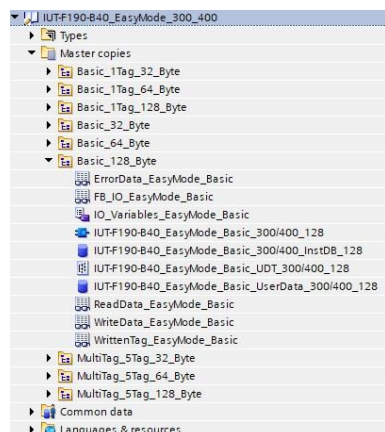 IUT-F190-B40_EasyMode_300_400
Types
Master copies
Basic_1Tag_32_Byte
Basic_1Tag_64_Byte
Basic_1Tag_128_Byte
Basic_32_Byte
Basic_64_Byte
Basic_128_Byte
ErrorData_EasyMode_Basic
FB_IO_EasyMode_Basic
IO_Variables_EasyMode_Basic
IUT-F190-B40_EasyMode_Basic_300/400_128
IUT-F190-B40_EasyMode_Basic_300/400_InstDB_128
IUT-F190-B40_EasyMode_Basic_UDT_300/400_128
IUT-F190-B40_EasyMode_Basic_UserData_300/400_128
ReadData_EasyMode_Basic
WriteData_EasyMode_Basic
WrittenTag_EasyMode_Basic
MultiTag_5Tag_32_Byte
MultiTag_5Tag_64_Byte
MultiTag_5Tag_128_Byte
Common data
Languages & resources